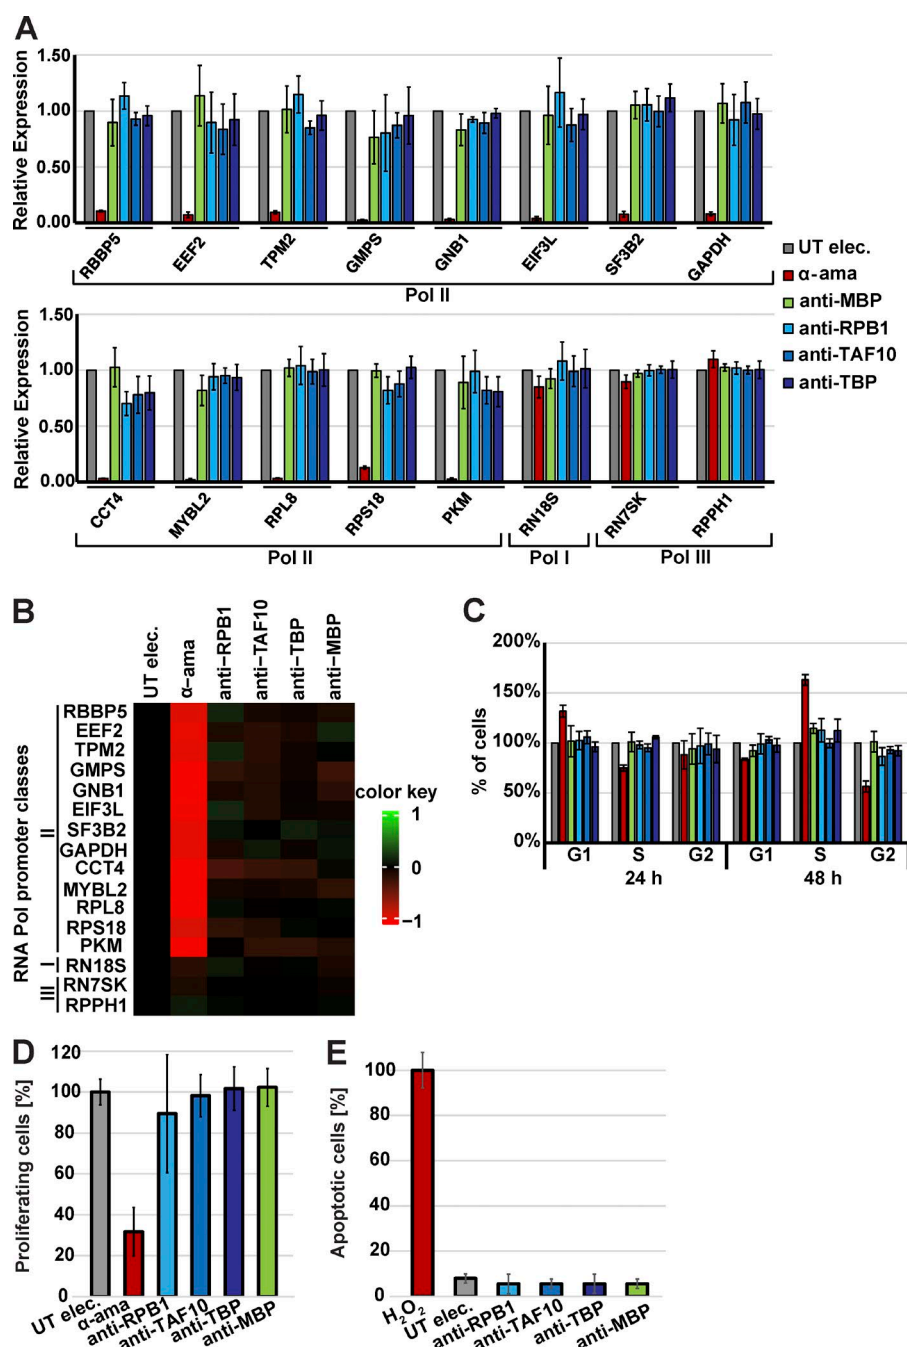 A
Relative Expression
1.50
1.00
0.50
0.00
RBBP5
EEF2
TPM2
GMPS
GNB1
EIF3L
SF3B2
GAPDH
Pol II
UT elec.
α-ama
anti-MBP
anti-RPB1
anti-TAF10
anti-TBP
Relative Expression
1.50
1.00
0.50
0.00
CCT4
MYBL2
RPL8
RPS18
PKM
RN18S
RN7SK
RPPH1
Pol II
Pol I
Pol III
B
UT elec.
α–ama
anti–RPB1
anti–TAF10
anti–TBP
anti–MBP
RNA Pol promoter classes
II
I
III
RBBP5
EEF2
TPM2
GMPS
GNB1
EIF3L
SF3B2
GAPDH
CCT4
MYBL2
RPL8
RPS18
PKM
RN18S
RN7SK
RPPH1
color key
1
0
−1
C
% of cells
200%
150%
100%
50%
0%
G1 S G2 G1 S G2
24 h 48 h
D
Proliferating cells [%]
120
100
80
60
40
20
0
UT elec.
α-ama
anti-RPB1
anti-TAF10
anti-TBP
anti-MBP
E
Apoptotic cells [%]
100
80
60
40
20
0
H2O2
UT elec.
anti-RPB1
anti-TAF10
anti-TBP
anti-MBP